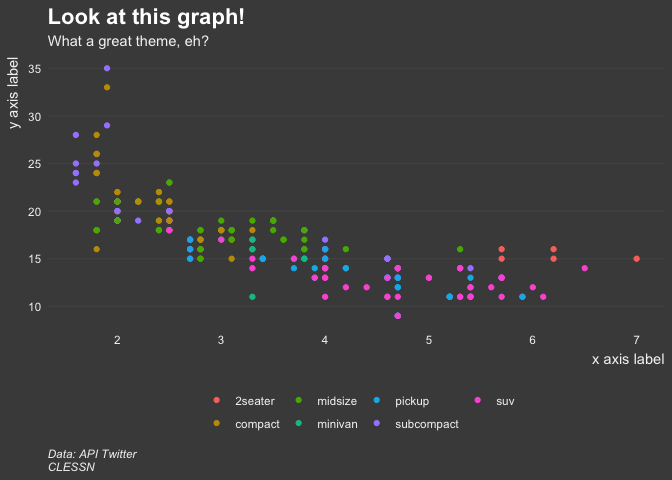 Look at this graph!
What a great theme, eh?
y axis label
35
30
25
20
15
10
2 3 4 5 6 7
x axis label
2seater midsize pickup suv
compact minivan subcompact
Data: API Twitter
CLESSN